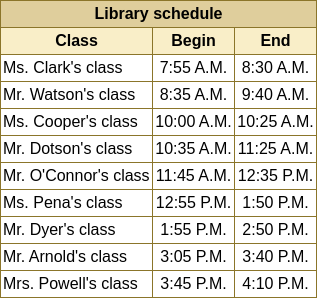 Library schedule
Class Begin End
Ms. Clark's class 7:55 A.M. 8:30 A.M.
Mr. Watson's class 8:35 A.M. 9:40 A.M.
Ms. Cooper's class 10:00 A.M. 10:25 A.M.
Mr. Dotson's class 10:35 A.M. 11:25 A.M.
Mr. O'Connor's class 11:45 A.M. 12:35 P.M.
Ms. Pena's class 12:55 P.M. 1:50 P.M.
Mr. Dyer's class 1:55 P.M. 2:50 P.M.
Mr. Arnold's class 3:05 P.M. 3:40 P.M.
Mrs. Powell's class 3:45 P.M. 4:10 P.M.